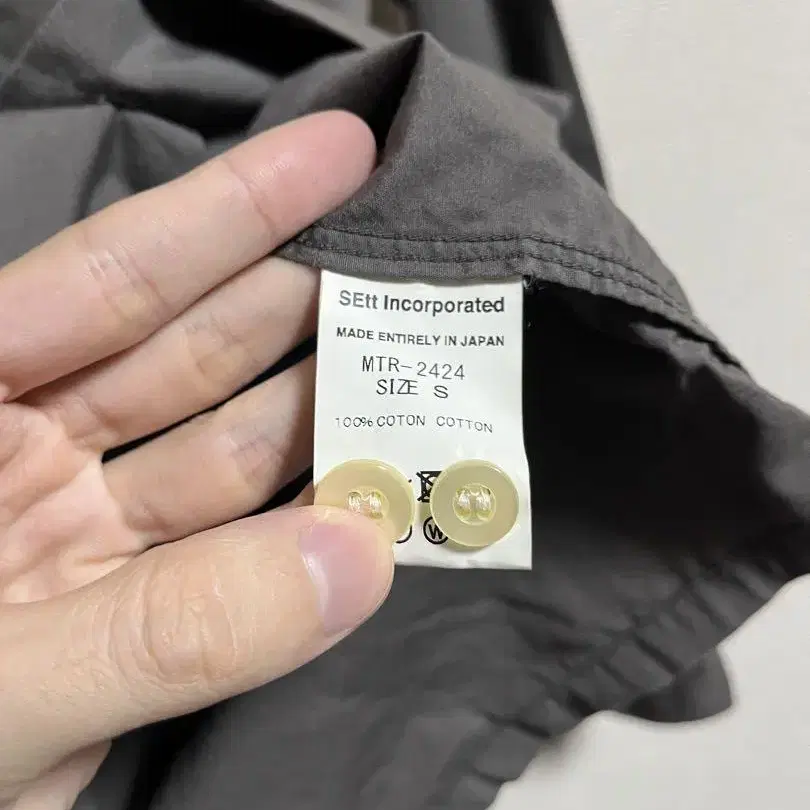 SEtt Incorporated
MADE ENTIRELY IN JAPAN
MTR-2424
SIZE S
100% COTON COTTON
W